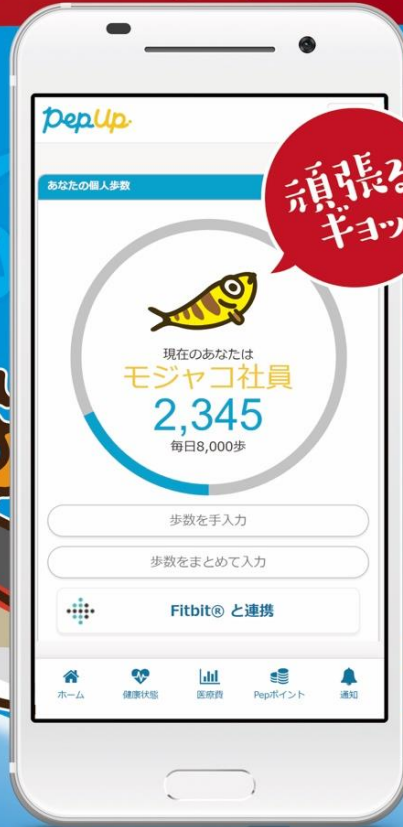 PepUp
あなたの個人歩数
頑張る
ギョッ
現在のあなたは
モジャコ社員
2,345
毎日8,000歩
歩数を手入力
歩数をまとめて入力
Fitbit® と連携
ホーム
健康状態
医療費
Pepポイント
通知